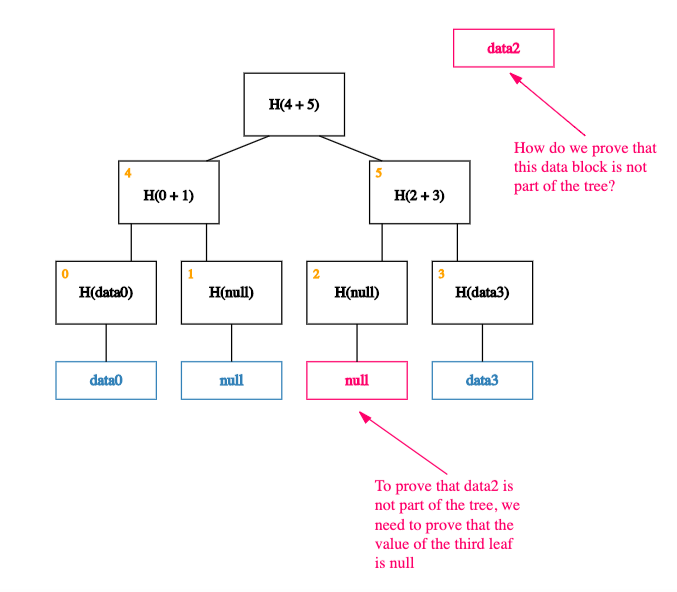 data2
H(4 + 5)
How do we prove that
this data block is not
part of the tree?
4
H(0 + 1)
5
H(2 + 3)
0
H(data0)
1
H(null)
2
H(null)
3
H(data3)
data0
null
null
data3
To prove that data2 is
not part of the tree, we
need to prove that the
value of the third leaf
is null